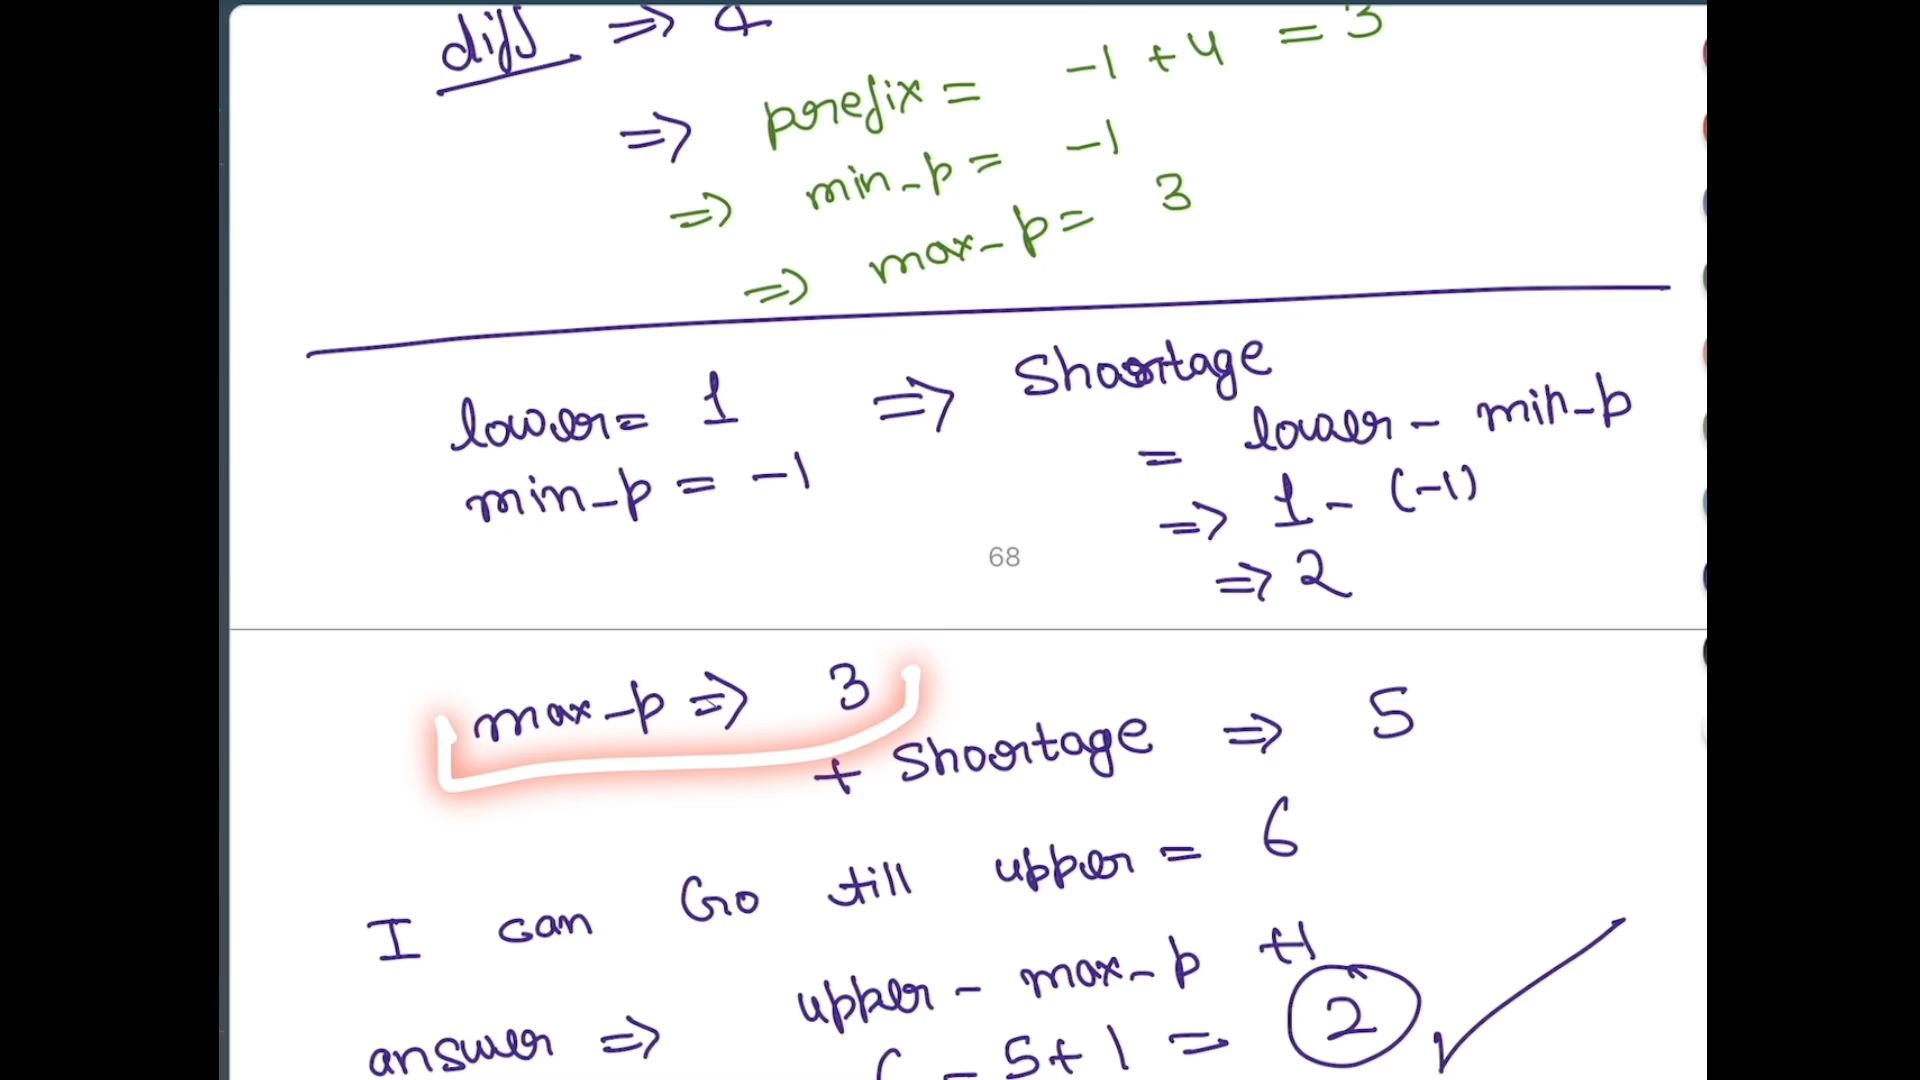 diff => 4
=> prefix = -1 + 4 = 3
=> min_p = -1
=> max_p = 3
lower = 1 => Shortage
= lower - min_p
min_p = -1
=> 1 - (-1)
68
=> 2
max_p => 3
+ Shortage => 5
I can Go till upper = 6
answer => upper - max_p +1
6 - 5 + 1 = 2